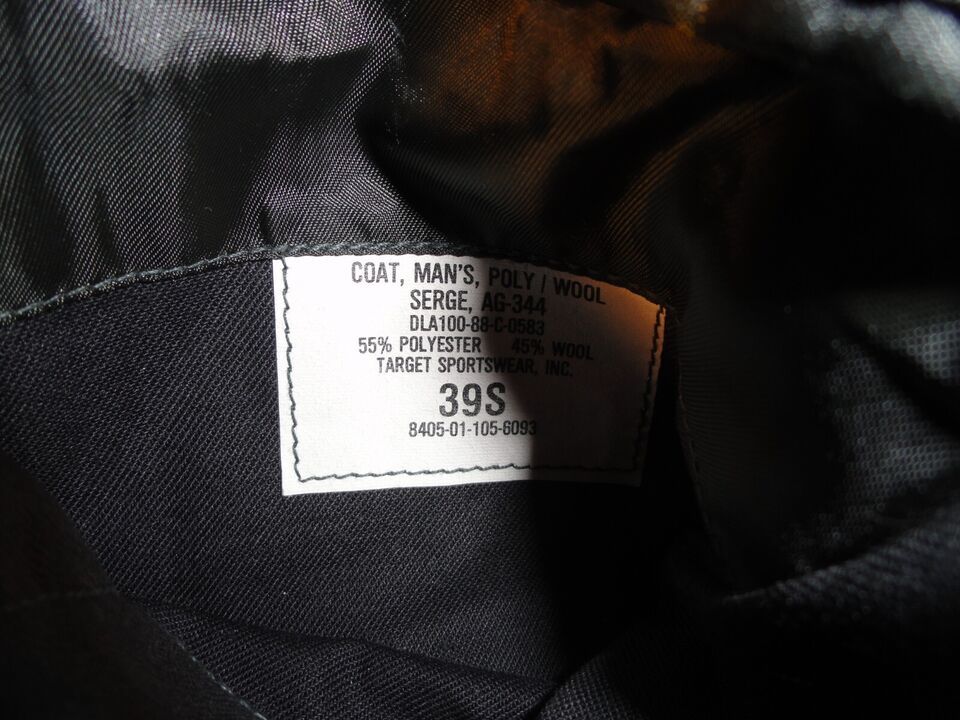 COAT, MAN'S, POLY / WOOL
SERGE, AG-344
DLA100-88-C-0583
55% POLYESTER 45% WOOL
TARGET SPORTSWEAR, INC.
39S
8405-01-105-6093